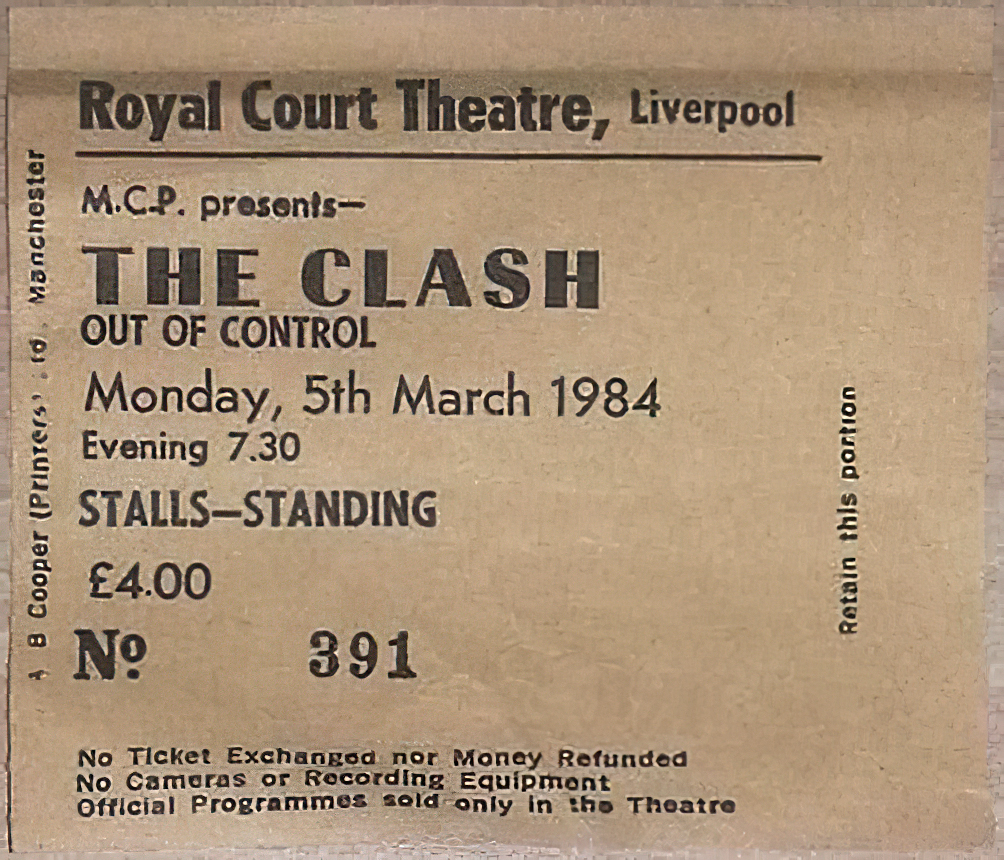 Royal Court Theatre, Liverpool
M.C.P. presents—
THE CLASH
OUT OF CONTROL
Monday, 5th March 1984
Evening 7.30
STALLS—STANDING
£4.00
Nº 391
No Ticket Exchanged nor Money Refunded
No Cameras or Recording Equipment
Official Programmes sold only in the Theatre
B Cooper (Printers) Manchester
Retain this portion